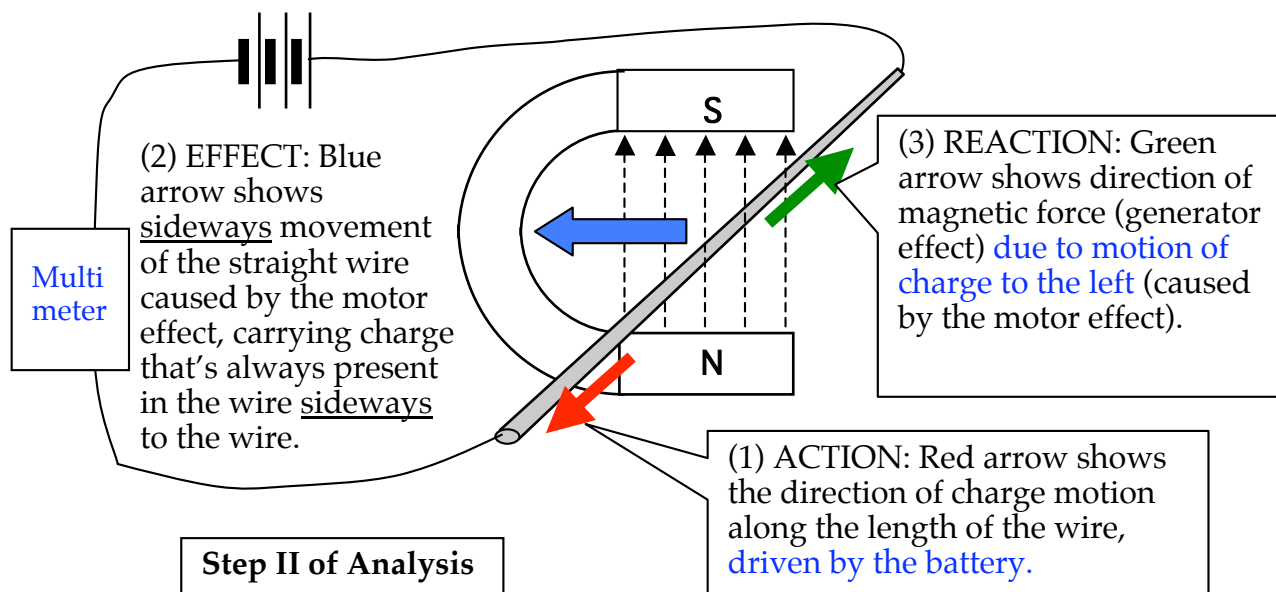 S
(2) EFFECT: Blue
arrow shows
sideways movement
of the straight wire
caused by the motor
effect, carrying charge
that’s always present
in the wire sideways
to the wire.
(3) REACTION: Green
arrow shows direction of
magnetic force (generator
effect) due to motion of
charge to the left (caused
by the motor effect).
Multi
meter
N
(1) ACTION: Red arrow shows
the direction of charge motion
along the length of the wire,
driven by the battery.
Step II of Analysis